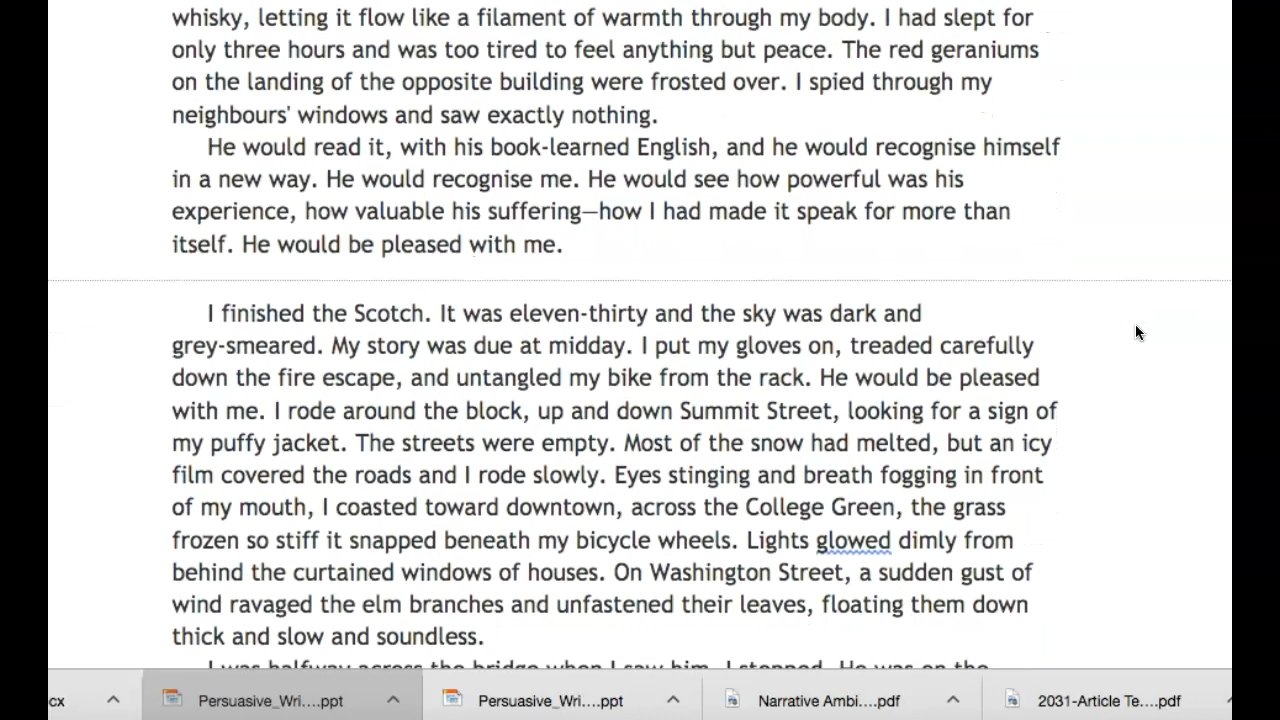 whisky, letting it flow like a filament of warmth through my body. I had slept for
only three hours and was too tired to feel anything but peace. The red geraniums
on the landing of the opposite building were frosted over. I spied through my
neighbours' windows and saw exactly nothing.
He would read it, with his book-learned English, and he would recognise himself
in a new way. He would recognise me. He would see how powerful was his
experience, how valuable his suffering—how I had made it speak for more than
itself. He would be pleased with me.
I finished the Scotch. It was eleven-thirty and the sky was dark and
grey-smeared. My story was due at midday. I put my gloves on, treaded carefully
down the fire escape, and untangled my bike from the rack. He would be pleased
with me. I rode around the block, up and down Summit Street, looking for a sign of
my puffy jacket. The streets were empty. Most of the snow had melted, but an icy
film covered the roads and I rode slowly. Eyes stinging and breath fogging in front
of my mouth, I coasted toward downtown, across the College Green, the grass
frozen so stiff it snapped beneath my bicycle wheels. Lights glowed dimly from
behind the curtained windows of houses. On Washington Street, a sudden gust of
wind ravaged the elm branches and unfastened their leaves, floating them down
thick and slow and soundless.
I was halfway across the bridge when I saw him. I stopped. He was on the
cx Persuasive_Wri....ppt Persuasive_Wri....ppt Narrative Ambi....pdf 2031-Article Te....pdf